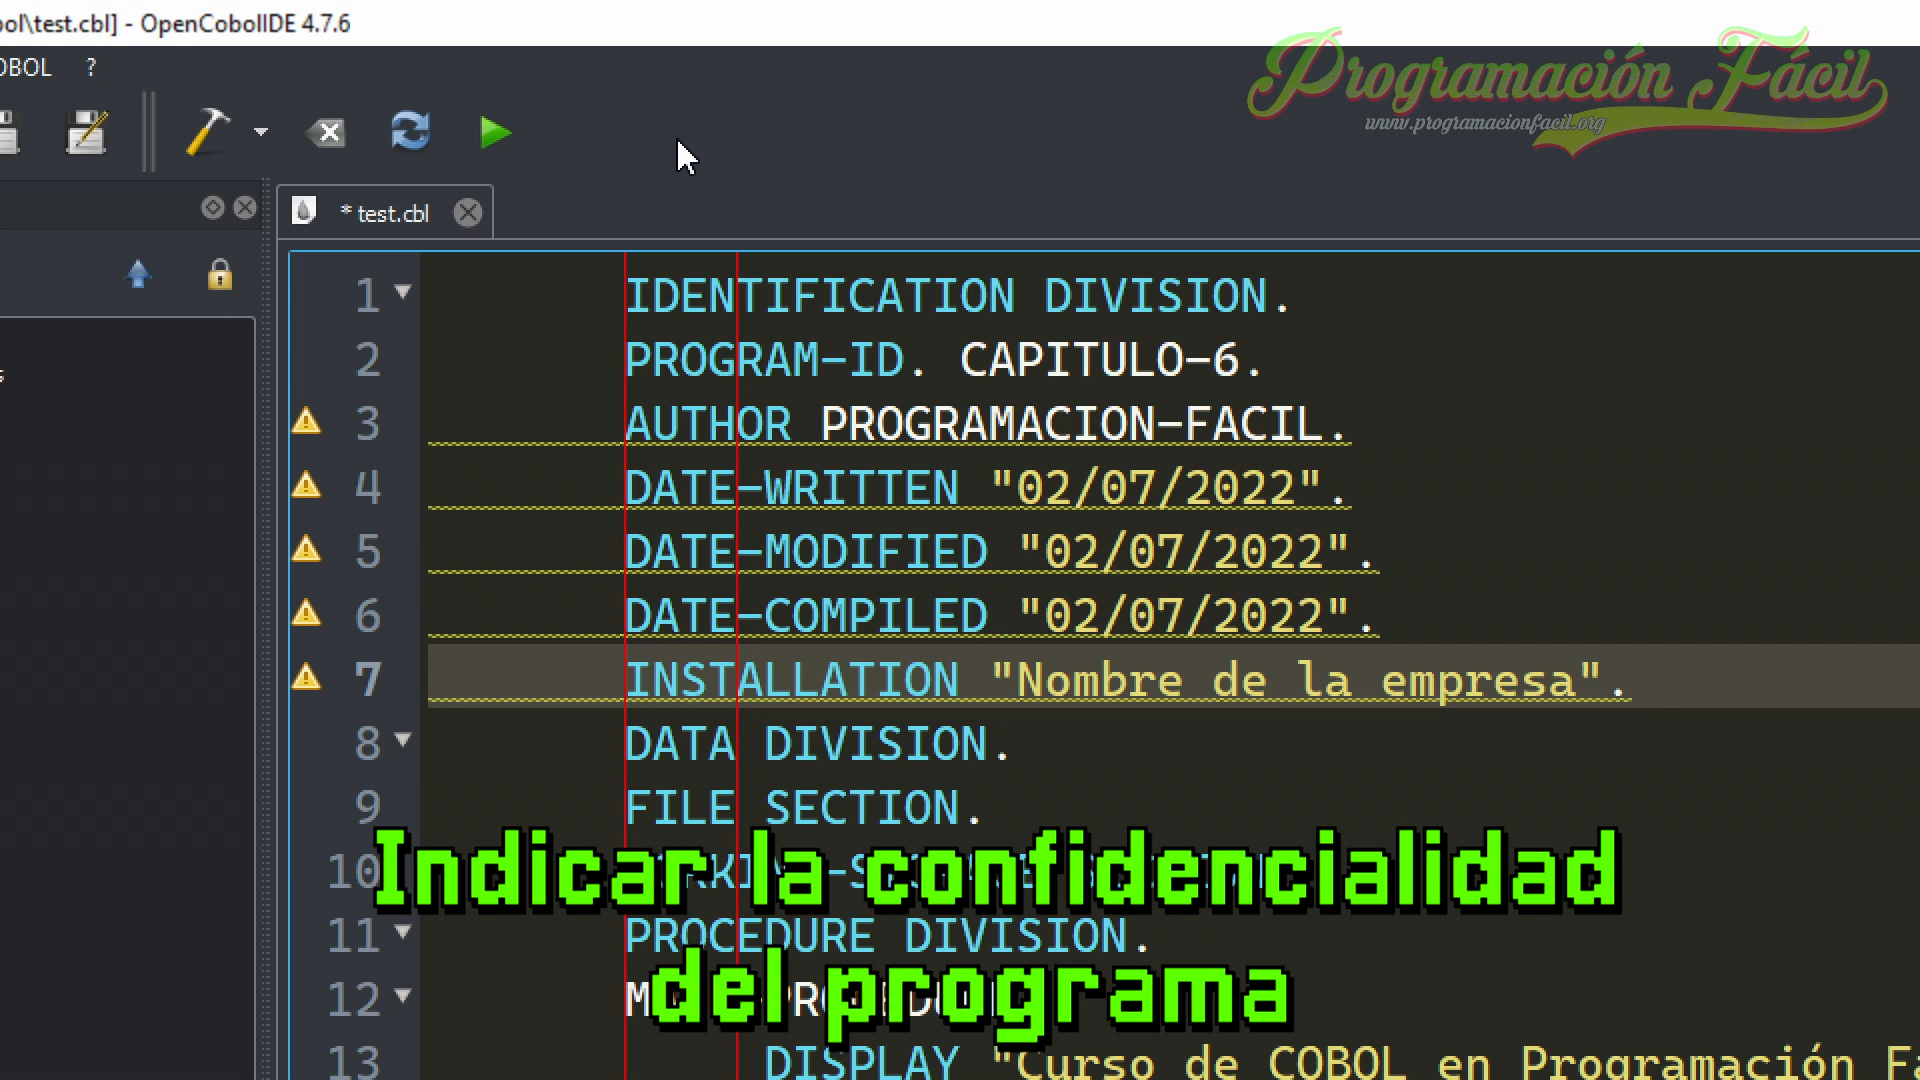 ol\test.cbl] - OpenCobolIDE 4.7.6
OBOL ?
Programación Fácil
www.programacionfacil.org
* test.cbl
1 IDENTIFICATION DIVISION.
2 PROGRAM-ID. CAPITULO-6.
3 AUTHOR PROGRAMACION-FACIL.
4 DATE-WRITTEN "02/07/2022".
5 DATE-MODIFIED "02/07/2022".
6 DATE-COMPILED "02/07/2022".
7 INSTALLATION "Nombre de la empresa".
8 DATA DIVISION.
9 FILE SECTION.
10
Indicar la confidencialidad
11 PROCEDURE DIVISION.
12
del programa
13 DISPLAY "Curso de COBOL en Programación Fá